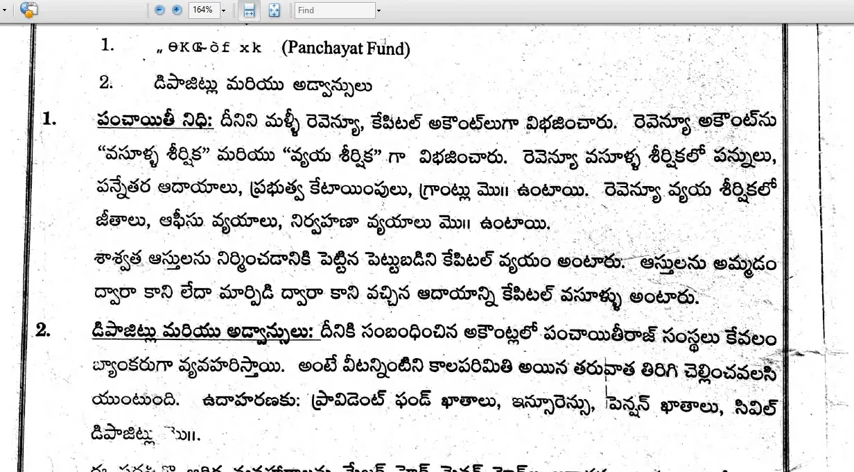 164%
Find
1. „ ѲKG-òf xk (Panchayat Fund)
2. డిపాజిట్లు మరియు అడ్వాన్సులు
1. పంచాయితీ నిధి: దీనిని మళ్ళీ రెవెన్యూ, కేపిటల్ అకౌంట్‌లుగా విభజించారు. రెవెన్యూ అకౌంట్‌ను
“వసూళ్ళ శీర్షిక” మరియు “వ్యయ శీర్షిక” గా విభజించారు. రెవెన్యూ వసూళ్ళ శీర్షికలో పన్నులు,
పన్నేతర ఆదాయాలు, ప్రభుత్వ కేటాయింపులు, గ్రాంట్లు మొ॥ ఉంటాయి. రెవెన్యూ వ్యయ శీర్షికలో
జీతాలు, ఆఫీసు వ్యయాలు, నిర్వహణా వ్యయాలు మొ॥ ఉంటాయి.
శాశ్వత ఆస్తులను నిర్మించడానికి పెట్టిన పెట్టుబడిని కేపిటల్ వ్యయం అంటారు. ఆస్తులను అమ్మడం
ద్వారా కాని లేదా మార్పిడి ద్వారా కాని వచ్చిన ఆదాయాన్ని కేపిటల్ వసూళ్ళు అంటారు.
2. డిపాజిట్లు మరియు అడ్వాన్సులు: దీనికి సంబంధించిన అకౌంట్లలో పంచాయితీరాజ్ సంస్థలు కేవలం
బ్యాంకరుగా వ్యవహరిస్తాయి. అంటే వీటన్నింటిని కాలపరిమితి అయిన తరువాత తిరిగి చెల్లించవలసి
యుంటుంది. ఉదాహరణకు: ప్రావిడెంట్ ఫండ్ ఖాతాలు, ఇన్సూరెన్సు, పెన్షన్ ఖాతాలు, సివిల్
డిపాజిట్లు మొ॥.